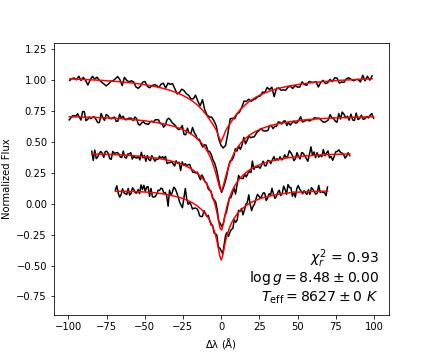 1.25
1.00
0.75
0.50
0.25
0.00
−0.25
−0.50
−0.75
Normalized Flux
χ²ᵣ = 0.93
log g = 8.48 ± 0.00
T_eff = 8627 ± 0 K
−100 −75 −50 −25 0 25 50 75 100
Δλ (Å)